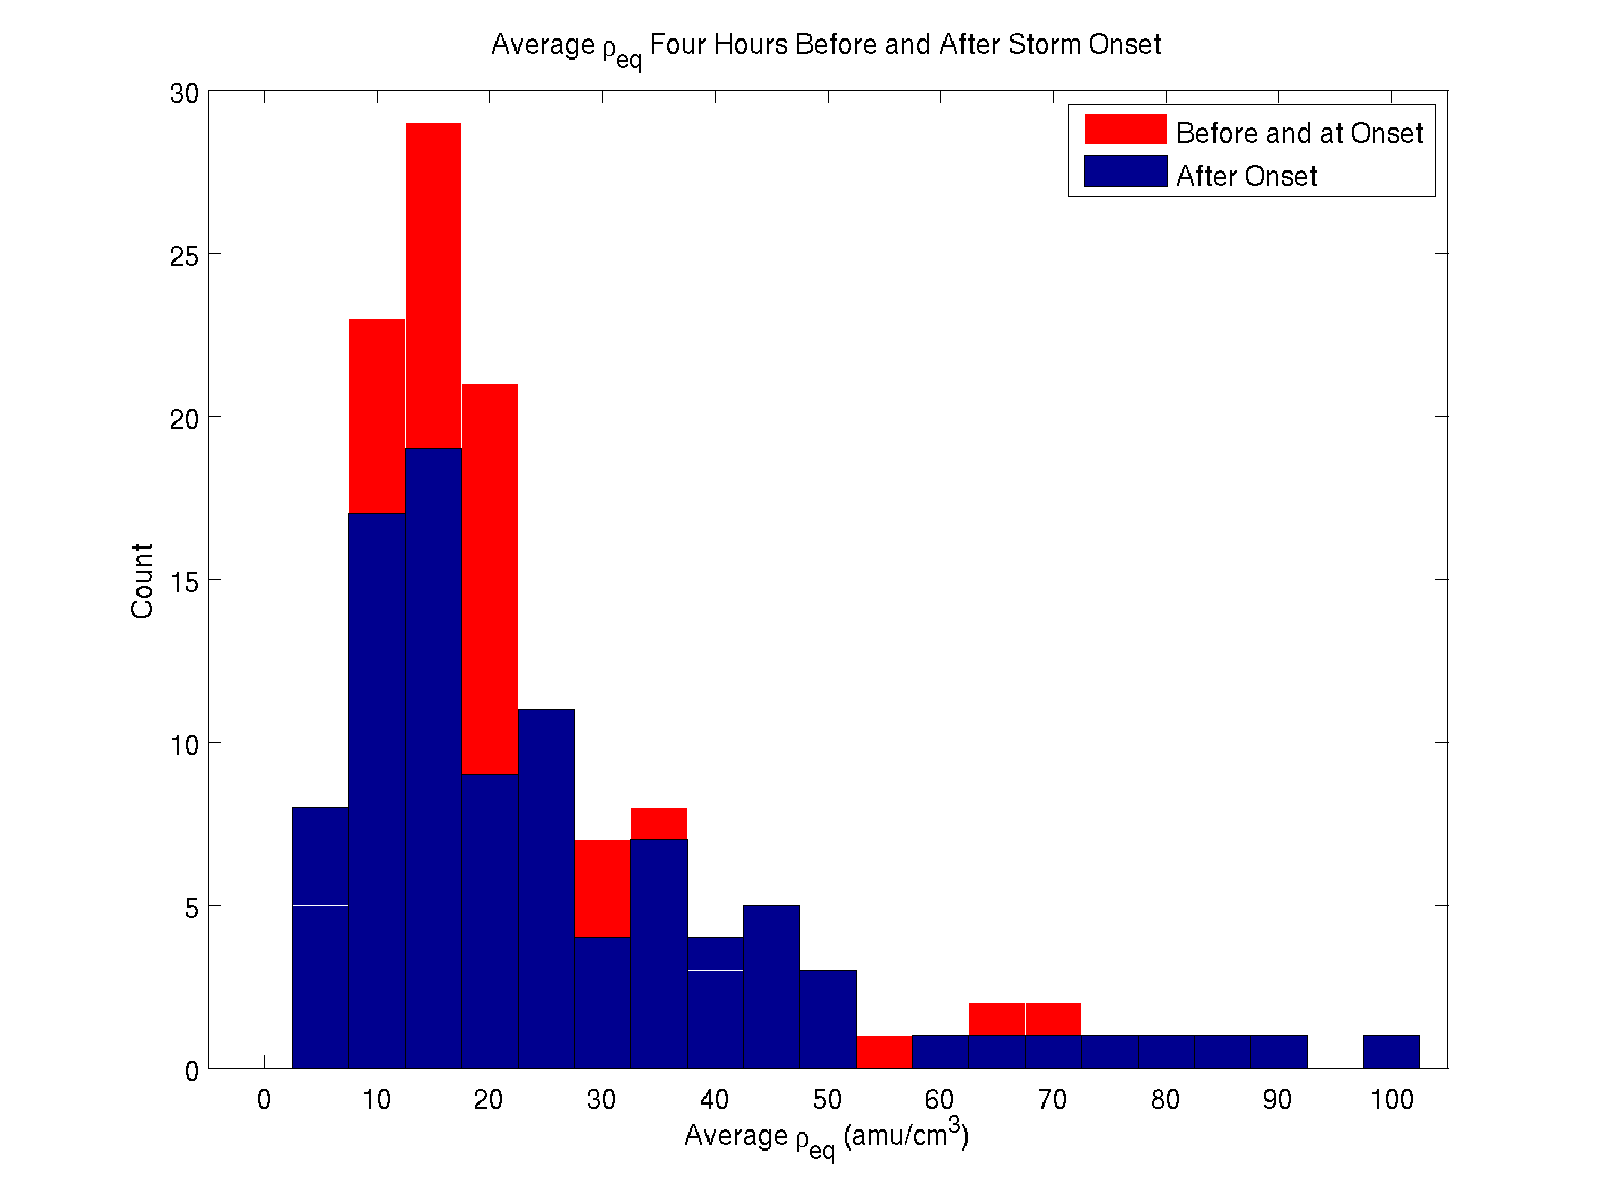 Average ρeq Four Hours Before and After Storm Onset
30
25
20
15
10
5
0
Count
Before and at Onset
After Onset
0 10 20 30 40 50 60 70 80 90 100
Average ρeq (amu/cm³)